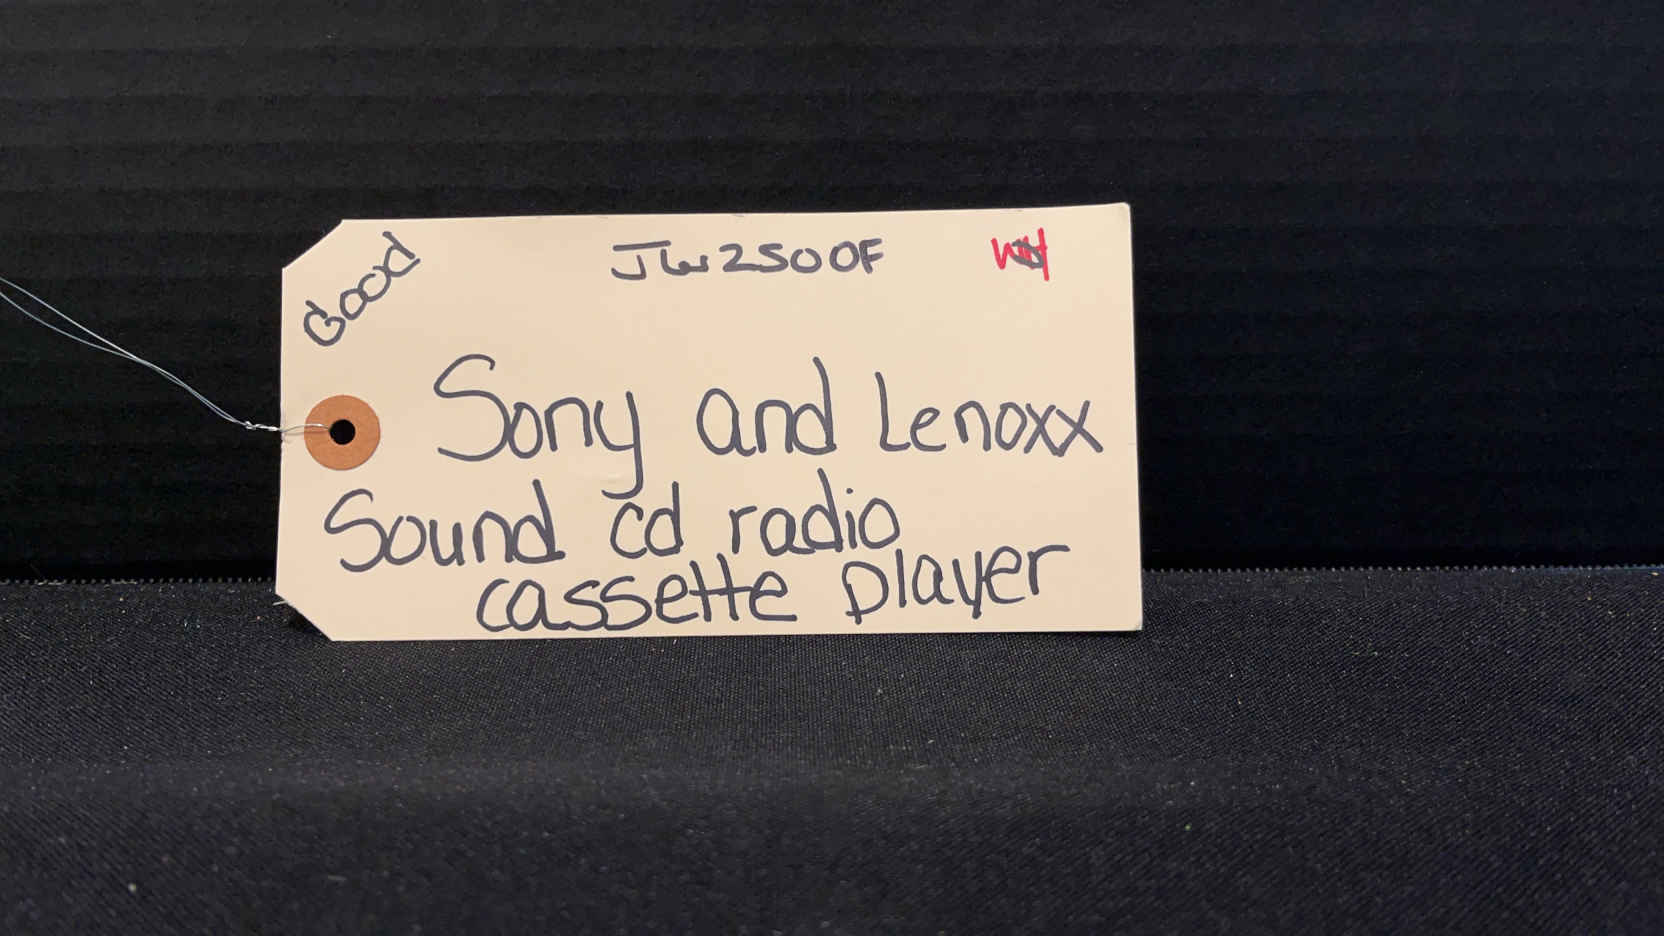 Good
JW2500F
Sony and Lenoxx
Sound cd radio
cassette player